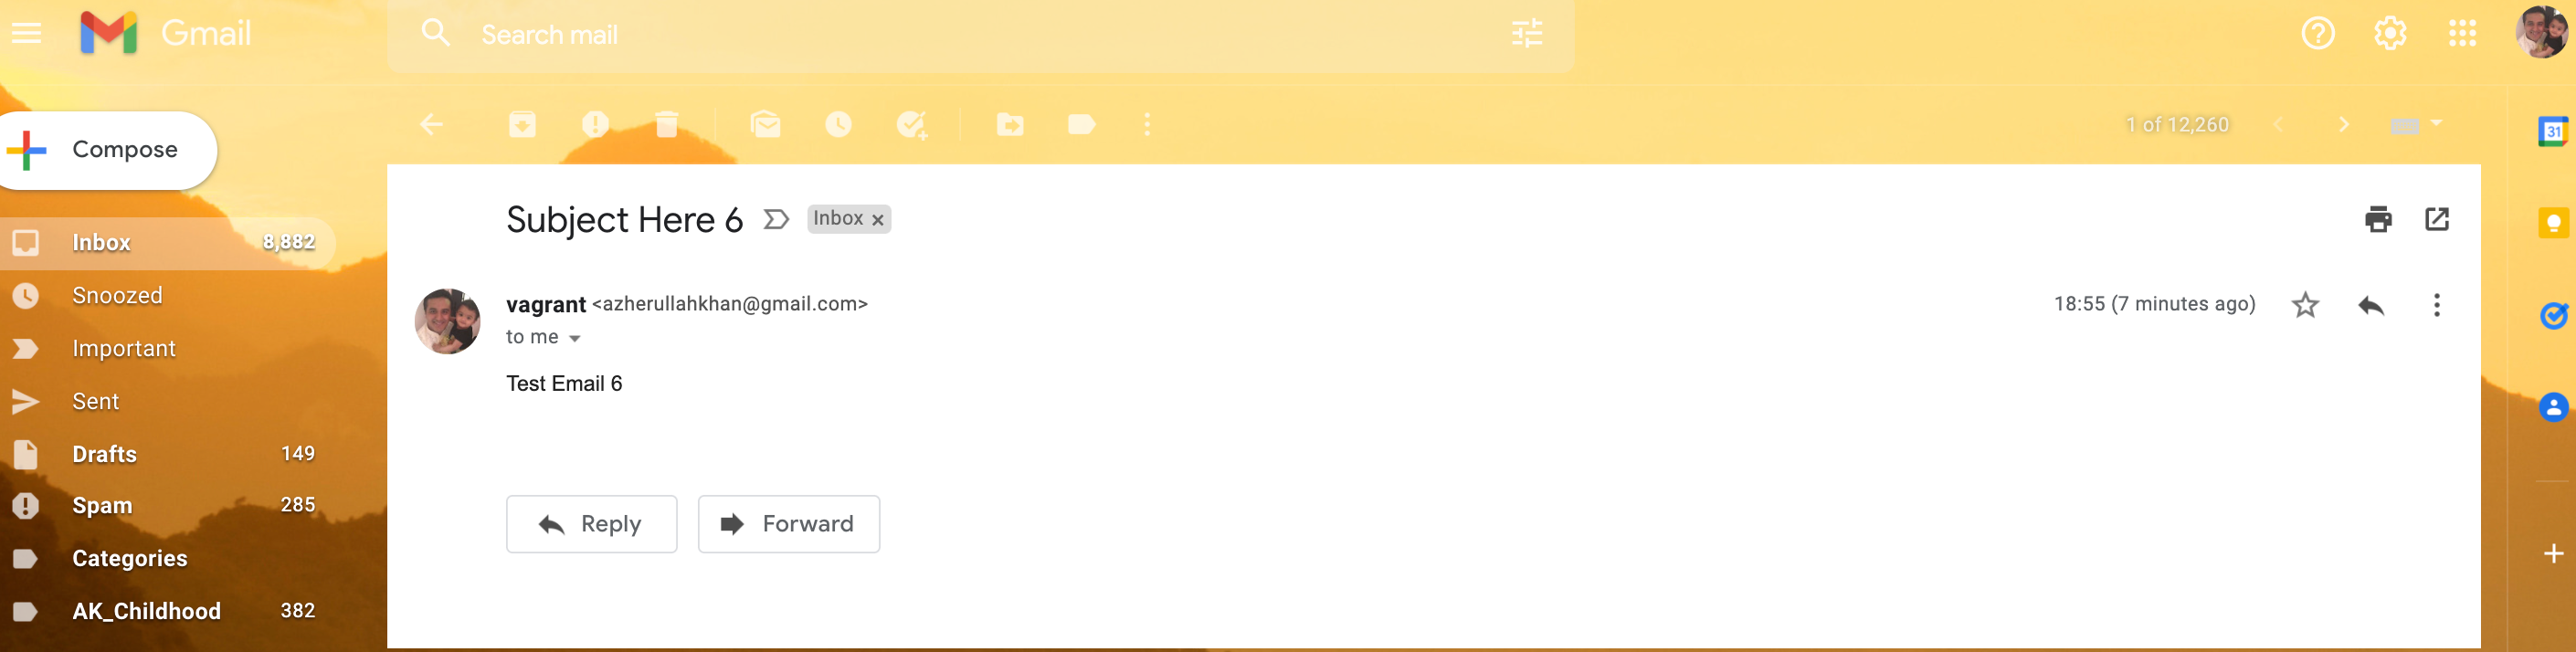 Gmail
Search mail
1 of 12,260
31
Compose
Inbox 8,882
Snoozed
Important
Sent
Drafts 149
Spam 285
Categories
AK_Childhood 382
Subject Here 6 Inbox x
vagrant <azherullahkhan@gmail.com> 18:55 (7 minutes ago)
to me
Test Email 6
Reply Forward